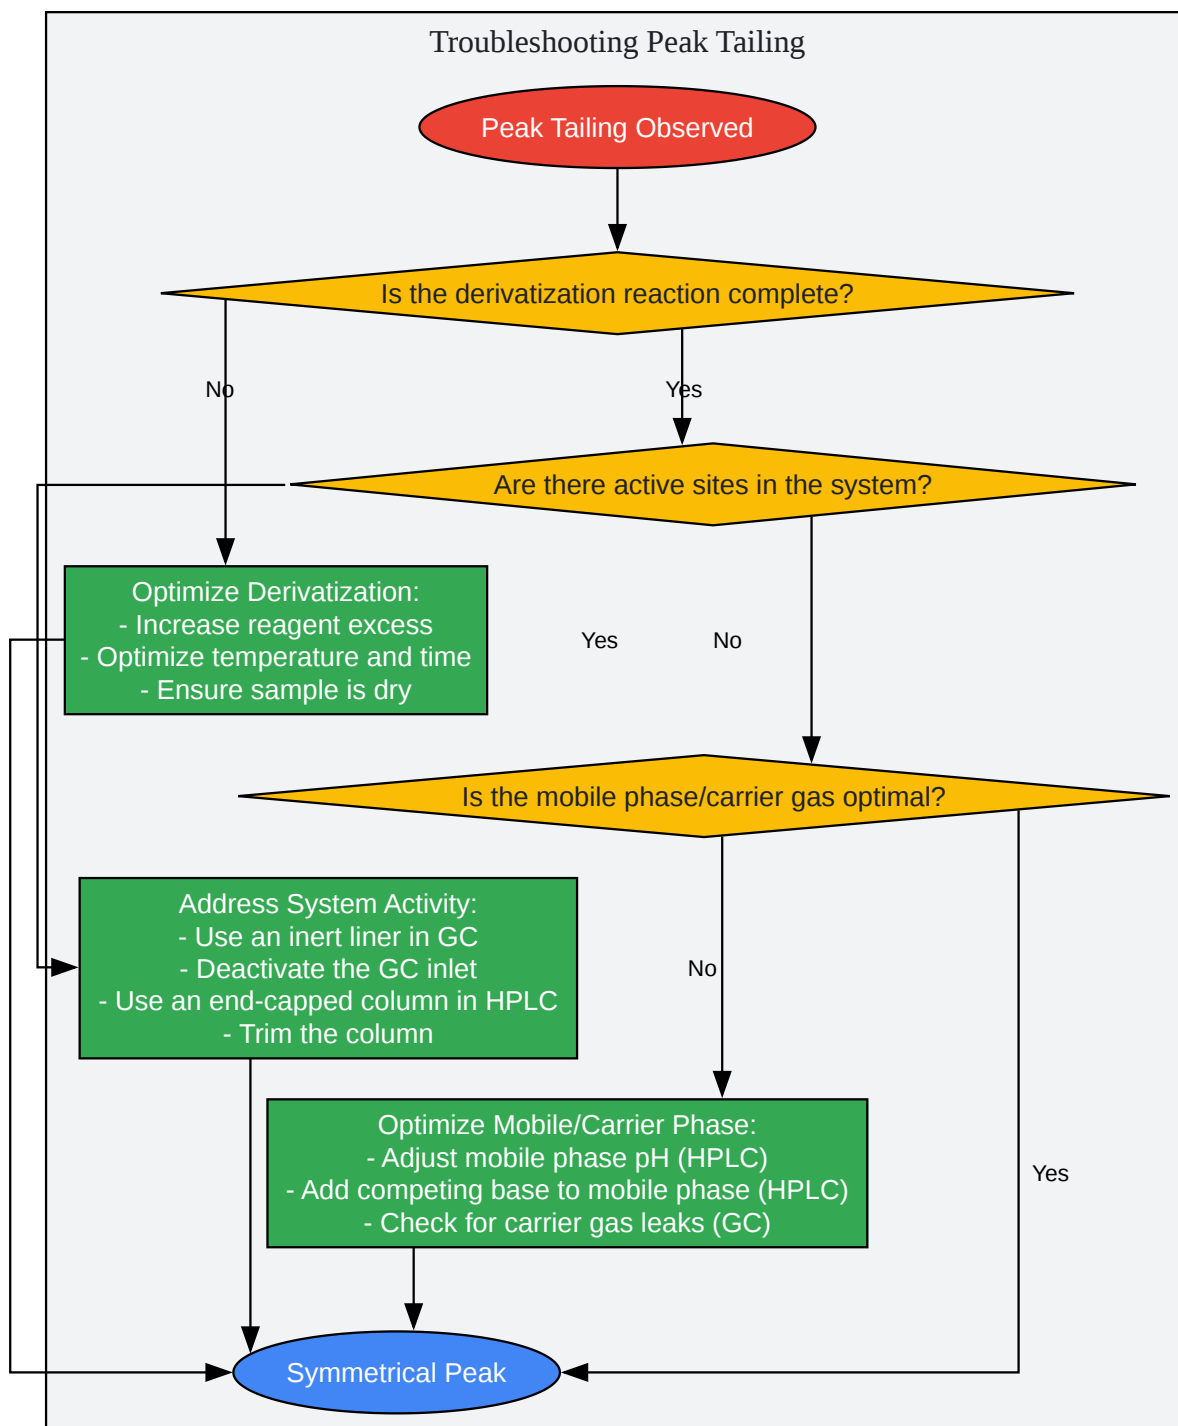 Troubleshooting Peak Tailing
Peak Tailing Observed
Is the derivatization reaction complete?
No
Yes
Are there active sites in the system?
Optimize Derivatization:
- Increase reagent excess
- Optimize temperature and time
- Ensure sample is dry
Yes
No
Is the mobile phase/carrier gas optimal?
Address System Activity:
- Use an inert liner in GC
- Deactivate the GC inlet
- Use an end-capped column in HPLC
- Trim the column
No
Optimize Mobile/Carrier Phase:
- Adjust mobile phase pH (HPLC)
- Add competing base to mobile phase (HPLC)
- Check for carrier gas leaks (GC)
Yes
Symmetrical Peak